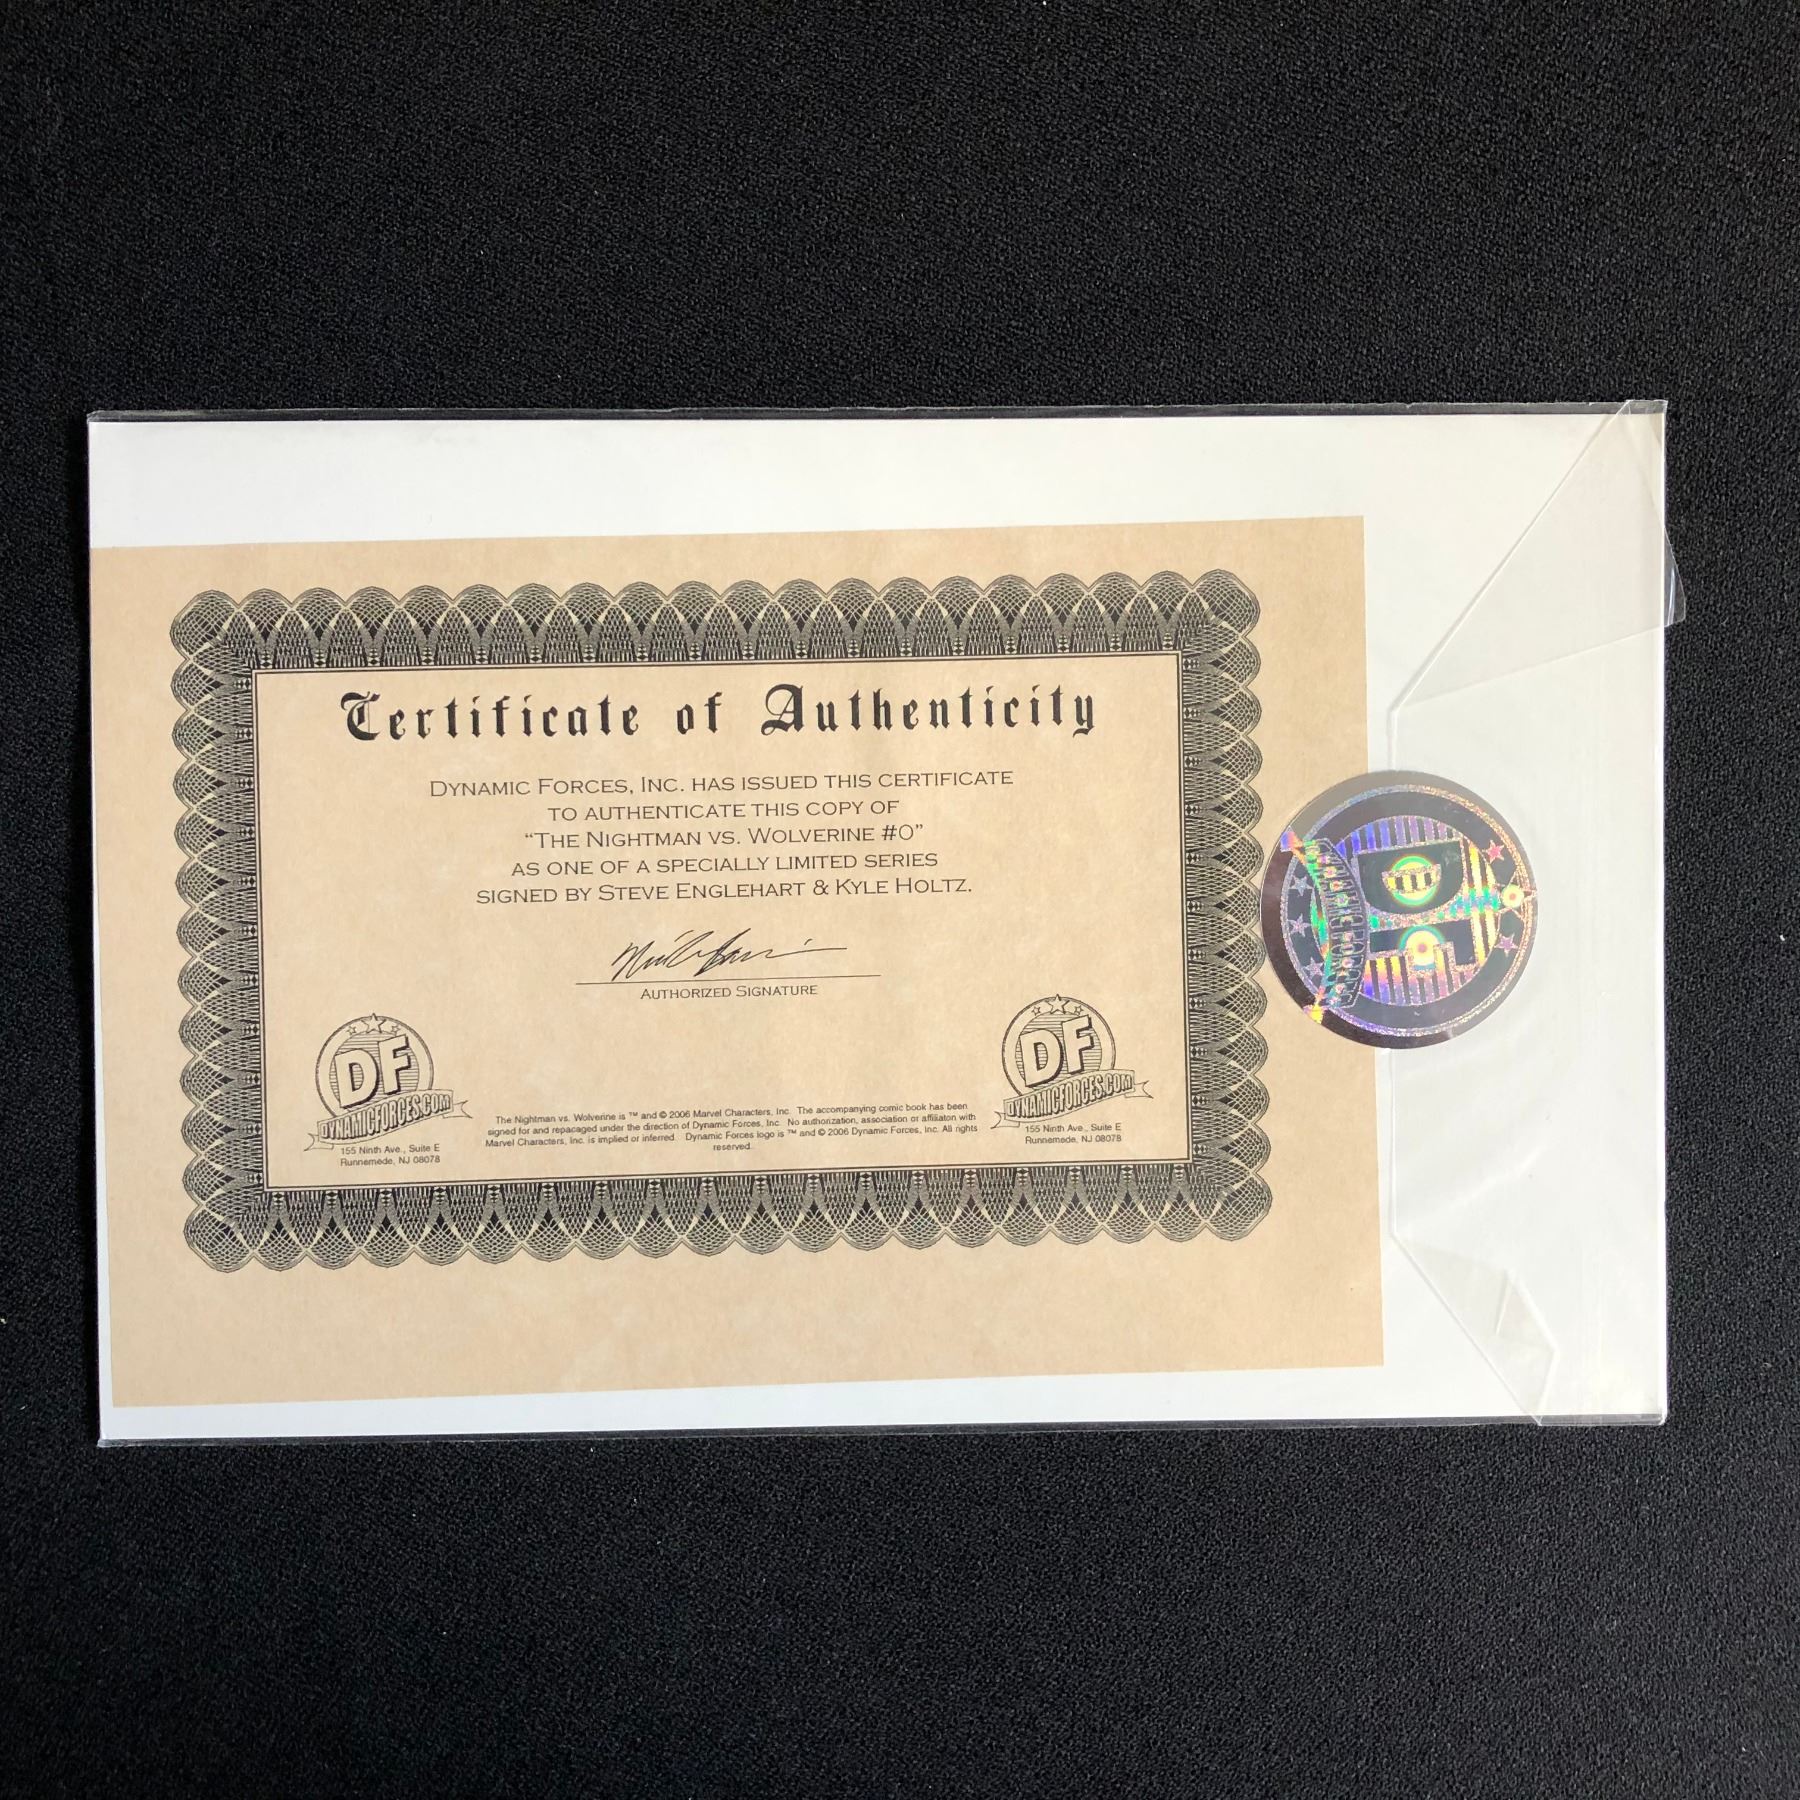 Certificate of Authenticity
DYNAMIC FORCES, INC. HAS ISSUED THIS CERTIFICATE
TO AUTHENTICATE THIS COPY OF
“THE NIGHTMAN VS. WOLVERINE #0”
AS ONE OF A SPECIALLY LIMITED SERIES
SIGNED BY STEVE ENGLEHART & KYLE HOLTZ.
AUTHORIZED SIGNATURE
DF
DYNAMICFORCES.COM
155 Ninth Ave., Suite E
Runnemede, NJ 08078
The Nightman vs. Wolverine is ™ and © 2006 Marvel Characters, Inc. The accompanying comic book has been
signed for and repacaged under the direction of Dynamic Forces, Inc. No authorization, association or affiliaton with
Marvel Characters, Inc. is implied or inferred. Dynamic Forces logo is ™ and © 2006 Dynamic Forces, Inc. All rights
reserved.
DF
DYNAMICFORCES.COM
155 Ninth Ave., Suite E
Runnemede, NJ 08078
DF